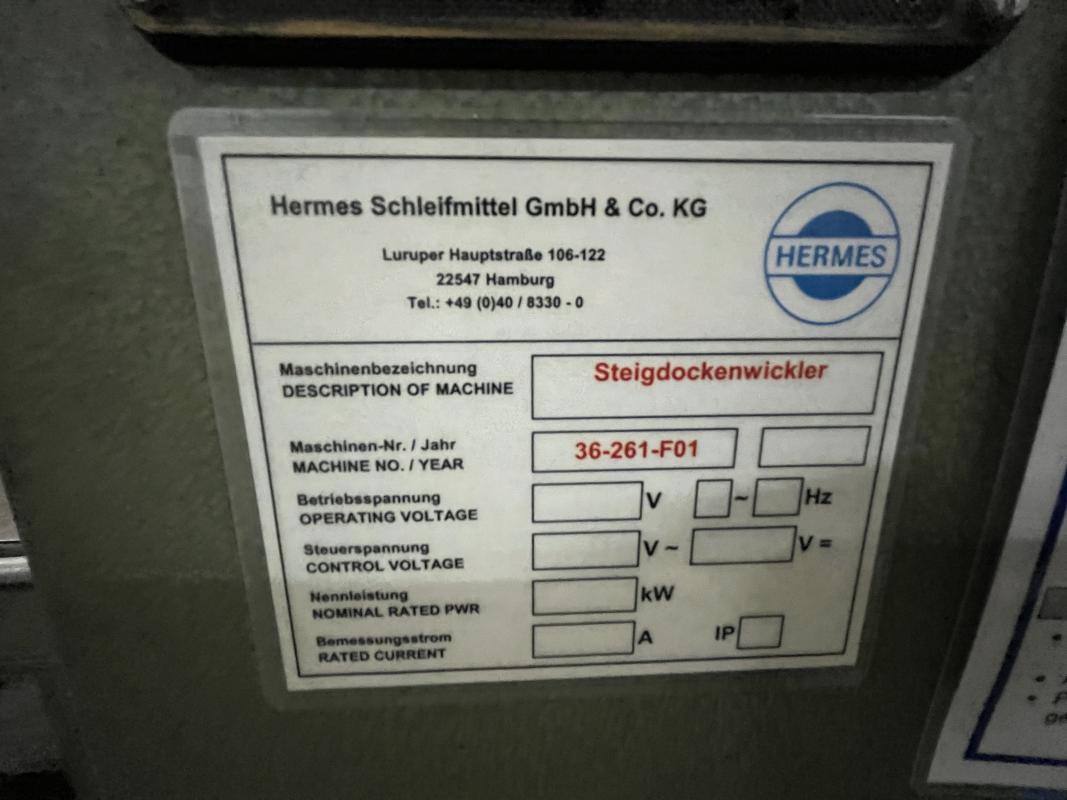 Hermes Schleifmittel GmbH & Co. KG
HERMES
Luruper Hauptstraße 106-122
22547 Hamburg
Tel.: +49 (0)40 / 8330 - 0
Maschinenbezeichnung
DESCRIPTION OF MACHINE
Steigdockenwickler
Maschinen-Nr. / Jahr
MACHINE NO. / YEAR
36-261-F01
Betriebsspannung
OPERATING VOLTAGE
V ~ Hz
Steuerspannung
CONTROL VOLTAGE
V ~ V =
Nennleistung
NOMINAL RATED PWR
kW
Bemessungsstrom
RATED CURRENT
A IP